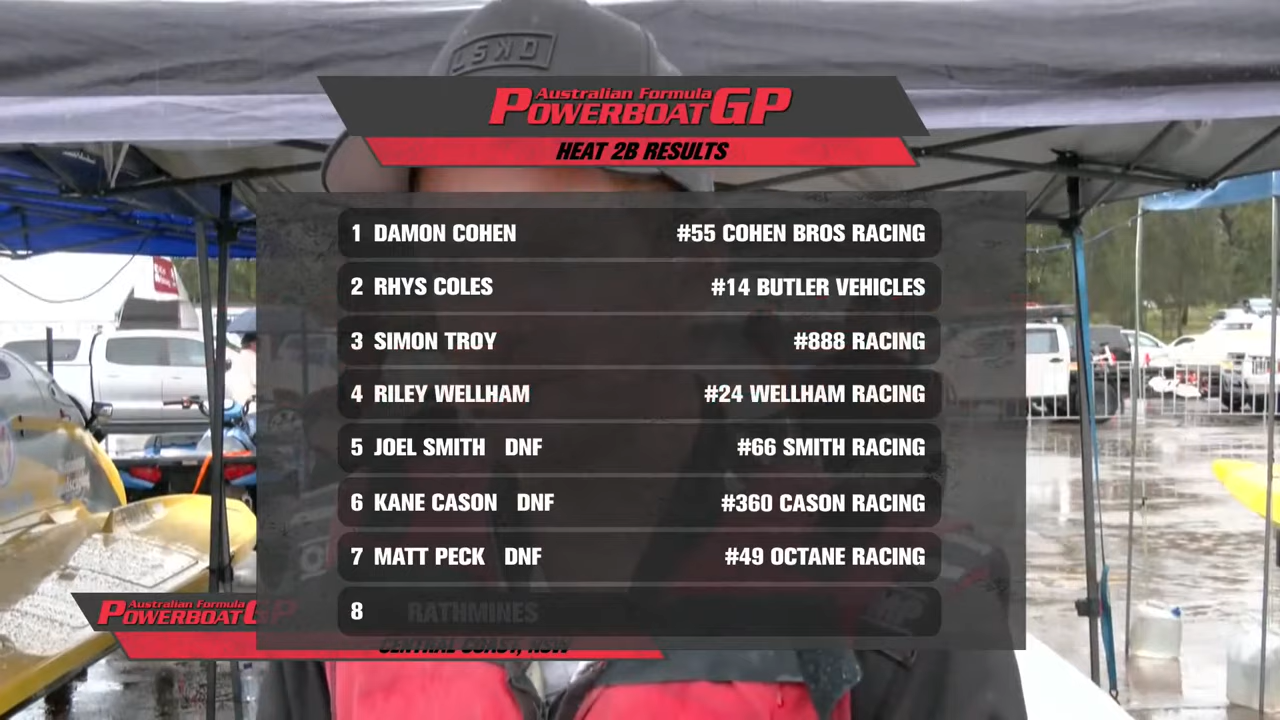 LSKD
Australian Formula
POWERBOAT GP
HEAT 2B RESULTS
1 DAMON COHEN #55 COHEN BROS RACING
2 RHYS COLES #14 BUTLER VEHICLES
3 SIMON TROY #888 RACING
4 RILEY WELLHAM #24 WELLHAM RACING
5 JOEL SMITH DNF #66 SMITH RACING
6 KANE CASON DNF #360 CASON RACING
7 MATT PECK DNF #49 OCTANE RACING
8
RATHMINES
Australian Formula
POWERBOAT GP
CENTRAL COAST, NSW